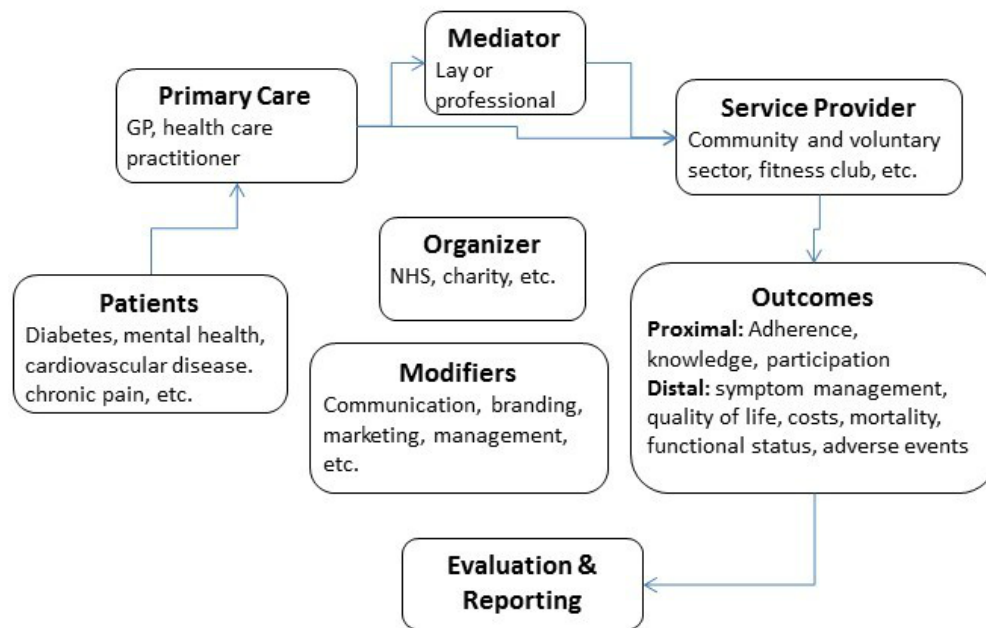 Mediator
Lay or
professional
Primary Care
GP, health care
practitioner
Service Provider
Community and voluntary
sector, fitness club, etc.
Organizer
NHS, charity, etc.
Patients
Diabetes, mental health,
cardiovascular disease.
chronic pain, etc.
Modifiers
Communication, branding,
marketing, management,
etc.
Outcomes
Proximal: Adherence,
knowledge, participation
Distal: symptom management,
quality of life, costs, mortality,
functional status, adverse events
Evaluation &
Reporting